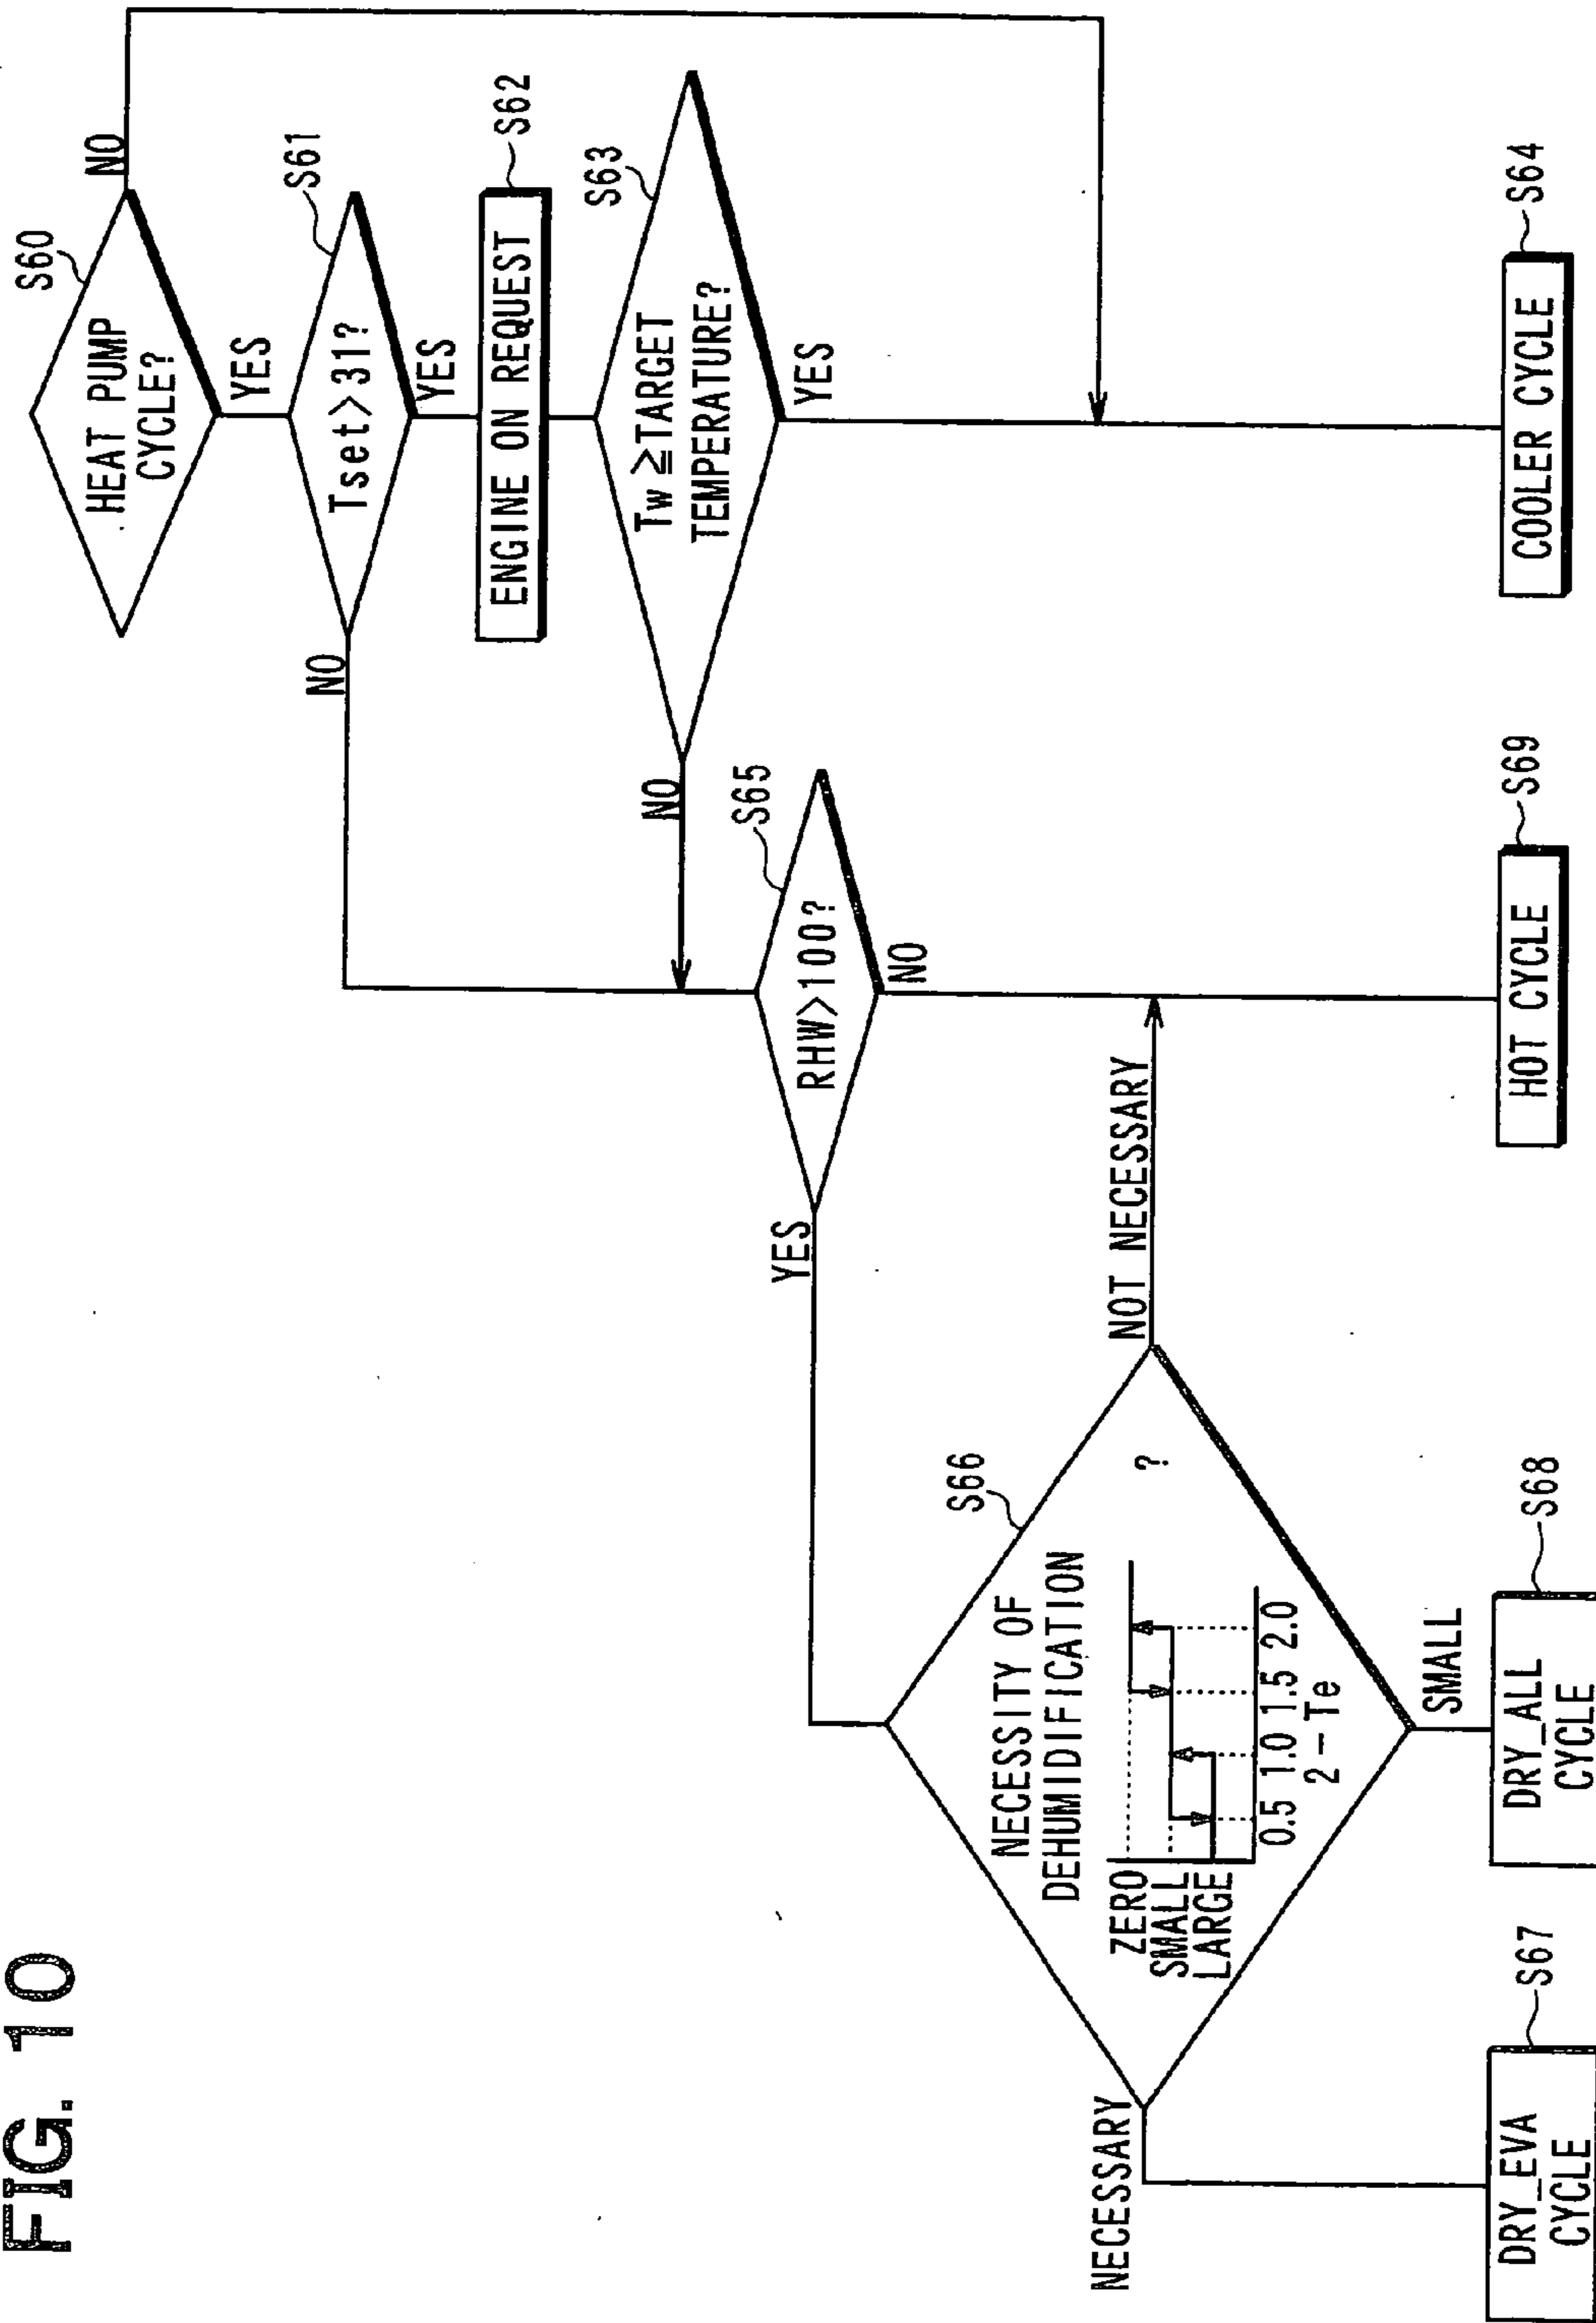 FIG. 10
S60
HEAT PUMP
CYCLE?
NO
YES
S61
Tset>31?
NO
YES
S62
ENGINE ON REQUEST
S63
Tw≧TARGET
TEMPERATURE?
NO
YES
S65
RHW>100?
YES
NO
S66
NECESSITY OF
DEHUMIDIFICATION
ZERO
SMALL
LARGE
?
0.5 1.0 1.5 2.0
2-Te
NECESSARY
NOT NECESSARY
SMALL
DRY_EVA
CYCLE
S67
DRY_ALL
CYCLE
S68
HOT CYCLE
S69
COOLER CYCLE
S64